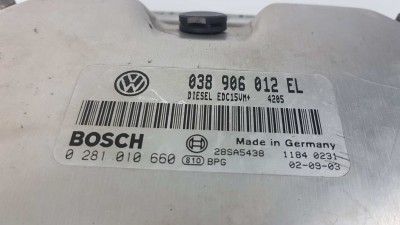 038 906 012 EL
DIESEL EDC15VM+ 4205
BOSCH
Made in Germany
0 281 010 660 810 BPG
28SA5438 1184 0231
02-09-03